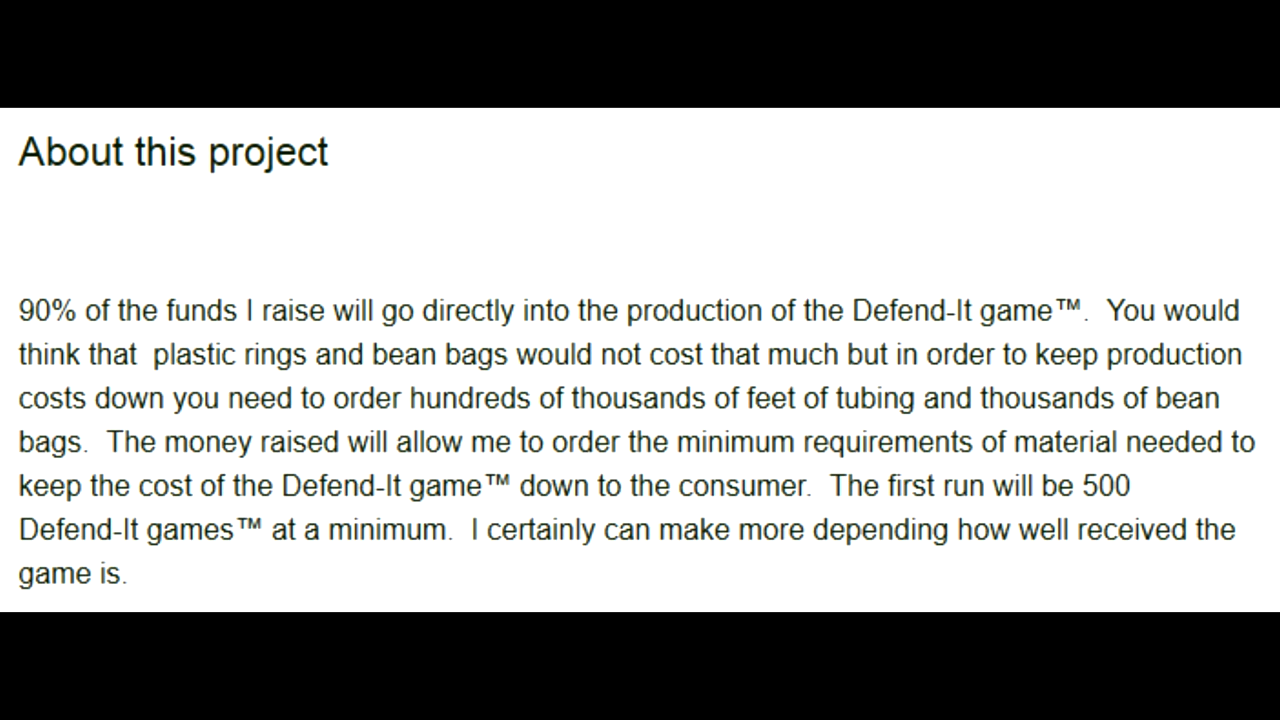 About this project
90% of the funds I raise will go directly into the production of the Defend-It game™.  You would
think that  plastic rings and bean bags would not cost that much but in order to keep production
costs down you need to order hundreds of thousands of feet of tubing and thousands of bean
bags.  The money raised will allow me to order the minimum requirements of material needed to
keep the cost of the Defend-It game™ down to the consumer.  The first run will be 500
Defend-It games™ at a minimum.  I certainly can make more depending how well received the
game is.